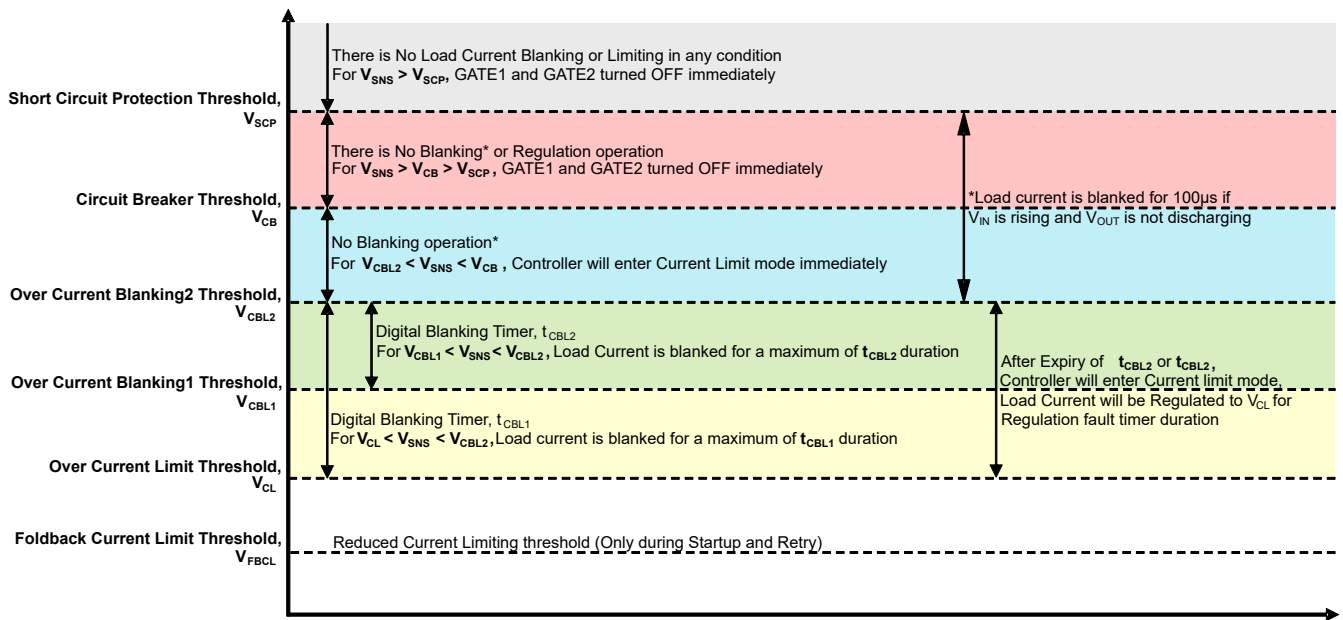 There is No Load Current Blanking or Limiting in any condition
For VSNS > VSCP, GATE1 and GATE2 turned OFF immediately
Short Circuit Protection Threshold,
VSCP
There is No Blanking* or Regulation operation
For VSNS > VCB > VSCP , GATE1 and GATE2 turned OFF immediately
Circuit Breaker Threshold,
VCB
*Load current is blanked for 100µs if
VIN is rising and VOUT is not discharging
No Blanking operation*
For VCBL2 < VSNS < VCB , Controller will enter Current Limit mode immediately
Over Current Blanking2 Threshold,
VCBL2
Digital Blanking Timer, tCBL2
For VCBL1 < VSNS < VCBL2, Load Current is blanked for a maximum of tCBL2 duration
After Expiry of tCBL2 or tCBL2,
Controller will enter Current limit mode,
Load Current will be Regulated to VCL for
Regulation fault timer duration
Over Current Blanking1 Threshold,
VCBL1
Digital Blanking Timer, tCBL1
For VCL < VSNS < VCBL2, Load current is blanked for a maximum of tCBL1 duration
Over Current Limit Threshold,
VCL
Foldback Current Limit Threshold,
VFBCL
Reduced Current Limiting threshold (Only during Startup and Retry)